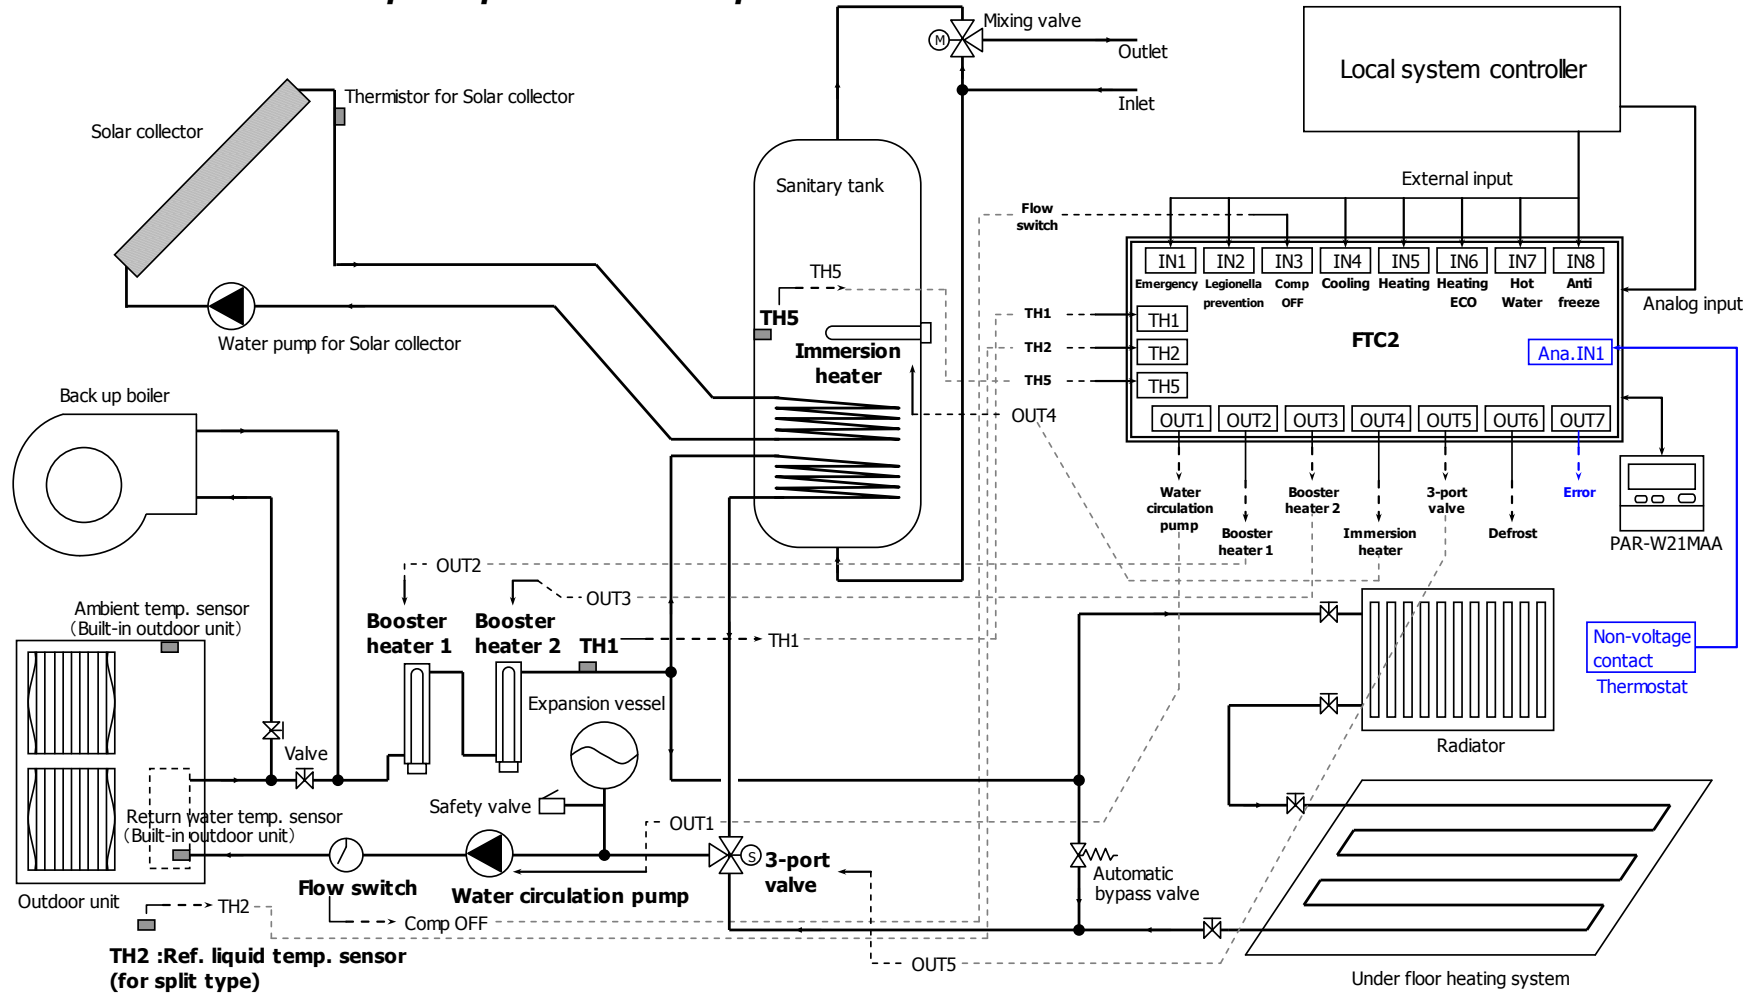 Mixing valve
M
Outlet
Inlet
Local system controller
Thermistor for Solar collector
Solar collector
Sanitary tank
External input
Flow
switch
IN1
IN2
IN3
IN4
IN5
IN6
IN7
IN8
Emergency
Legionella
prevention
Comp
OFF
Cooling
Heating
Heating
ECO
Hot
Water
Anti
freeze
Analog input
TH5
TH5
TH1
TH2
TH5
TH1
TH2
TH5
FTC2
Ana.IN1
Water pump for Solar collector
Immersion
heater
Back up boiler
OUT4
OUT1
OUT2
OUT3
OUT4
OUT5
OUT6
OUT7
Water
circulation
pump
Booster
heater 1
Booster
heater 2
Immersion
heater
3-port
valve
Defrost
Error
PAR-W21MAA
OUT2
OUT3
Ambient temp. sensor
(Built-in outdoor unit)
Booster
heater 1
Booster
heater 2
TH1
TH1
Non-voltage
contact
Thermostat
Expansion vessel
Radiator
Valve
Safety valve
Return water temp. sensor
(Built-in outdoor unit)
OUT1
S
3-port
valve
Automatic
bypass valve
Flow switch
Water circulation pump
Outdoor unit
TH2
Comp OFF
TH2 :Ref. liquid temp. sensor
(for split type)
OUT5
Under floor heating system